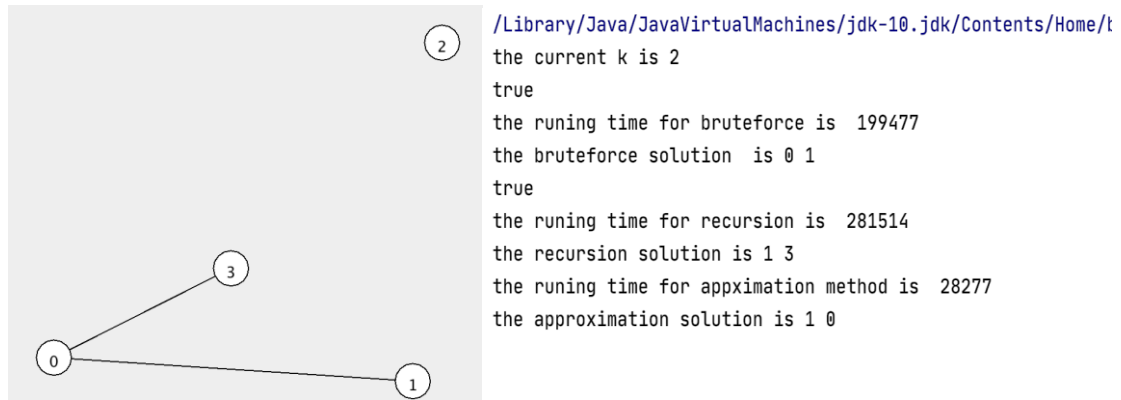 2
3
0
1
/Library/Java/JavaVirtualMachines/jdk-10.jdk/Contents/Home/b
the current k is 2
true
the runing time for bruteforce is  199477
the bruteforce solution  is 0 1
true
the runing time for recursion is  281514
the recursion solution is 1 3
the runing time for appximation method is  28277
the approximation solution is 1 0